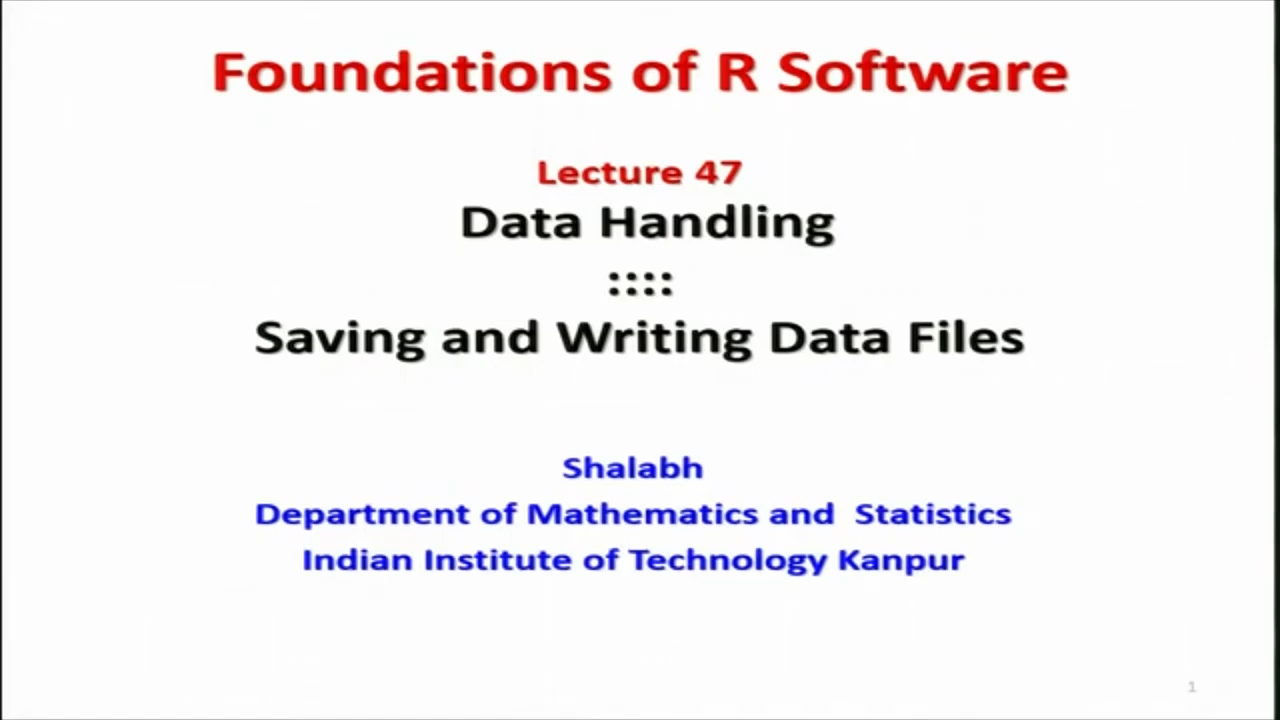 Foundations of R Software
Lecture 47
Data Handling
::::
Saving and Writing Data Files
Shalabh
Department of Mathematics and Statistics
Indian Institute of Technology Kanpur
1